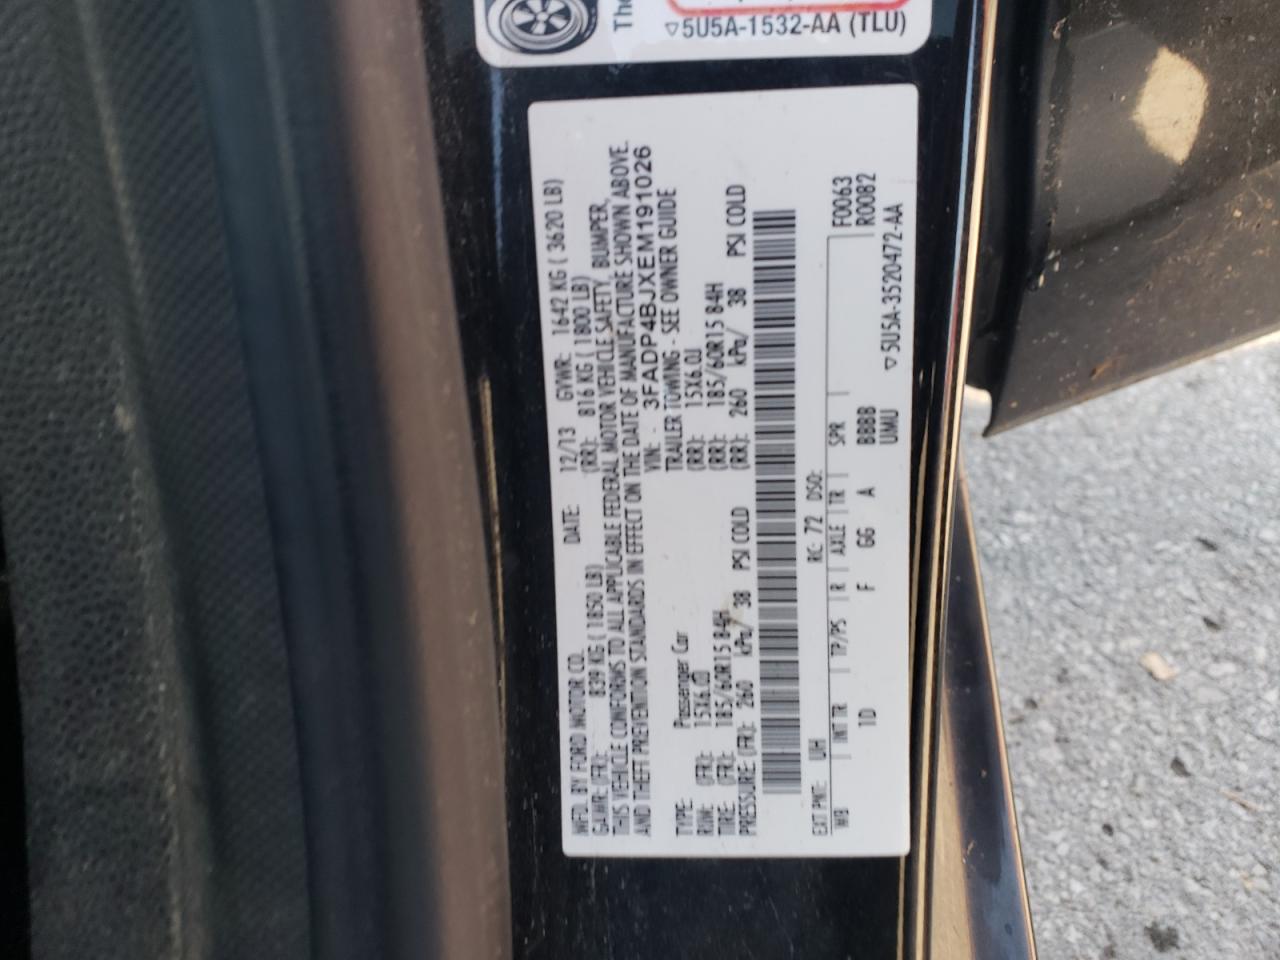 The
▽5U5A-1532-AA (TLU)
MFD. BY FORD MOTOR CO. DATE: 12/13 GVWR: 1642 KG ( 3620 LB)
GAWR: (FR): 839 KG ( 1850 LB) (RR): 816 KG ( 1800 LB)
THIS VEHICLE CONFORMS TO ALL APPLICABLE FEDERAL MOTOR VEHICLE SAFETY, BUMPER,
AND THEFT PREVENTION STANDARDS IN EFFECT ON THE DATE OF MANUFACTURE SHOWN ABOVE.
VIN: - 3FADP4BJXEM191026
TYPE: Passenger Car TRAILER TOWING - SEE OWNER GUIDE
RIM: (FR): 15X6.0J (RR): 15X6.0J
TIRE: (FR): 185/60R15 84H (RR): 185/60R15 84H
PRESSURE: (FR): 260 kPa/ 38 PSI COLD (RR): 260 kPa/ 38 PSI COLD
EXT PNT: UH RC: 72 DSO:
WB INT TR TP/PS R AXLE TR SPR F0063
1D F GG A BBBB R0082
UMU
▽5U5A-3520472-AA